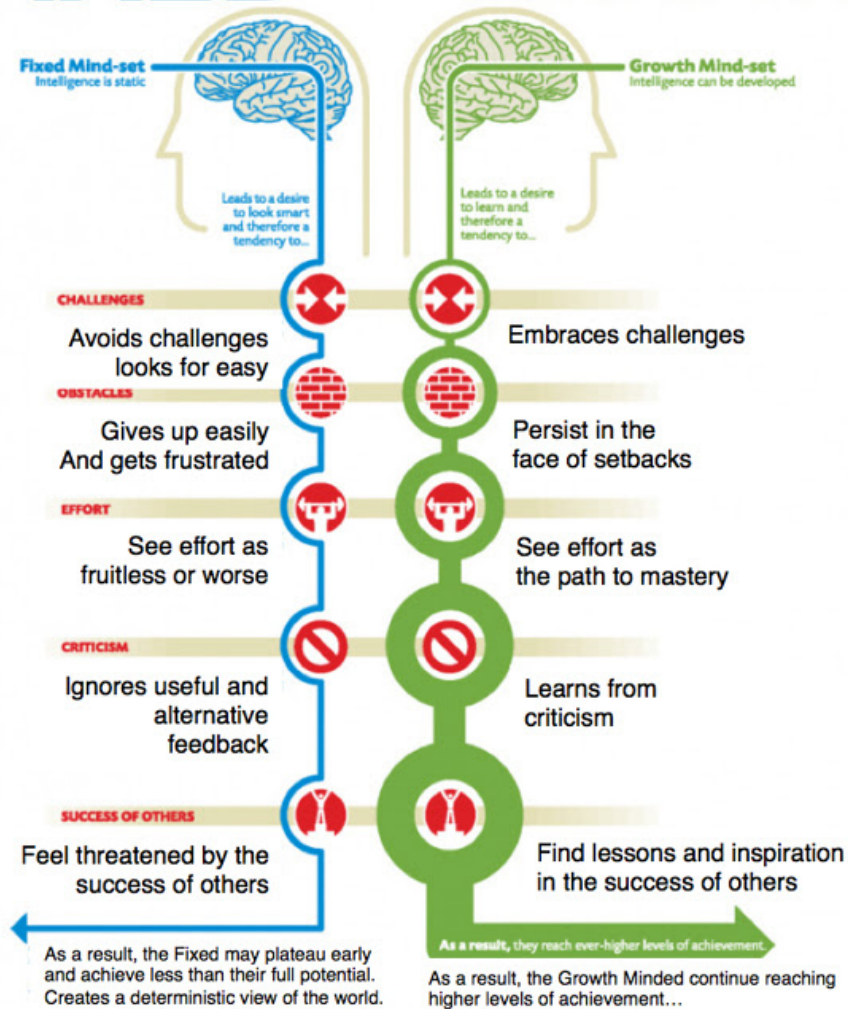 Fixed Mind-set
Intelligence is static
Growth Mind-set
Intelligence can be developed
Leads to a desire
to look smart
and therefore a
tendency to...
Leads to a desire
to learn and
therefore a
tendency to...
CHALLENGES
Avoids challenges
looks for easy
Embraces challenges
OBSTACLES
Gives up easily
And gets frustrated
Persist in the
face of setbacks
EFFORT
See effort as
fruitless or worse
See effort as
the path to mastery
CRITICISM
Ignores useful and
alternative
feedback
Learns from
criticism
SUCCESS OF OTHERS
Feel threatened by the
success of others
Find lessons and inspiration
in the success of others
As a result, the Fixed may plateau early
and achieve less than their full potential.
Creates a deterministic view of the world.
As a result, they reach ever-higher levels of achievement.
As a result, the Growth Minded continue reaching
higher levels of achievement...